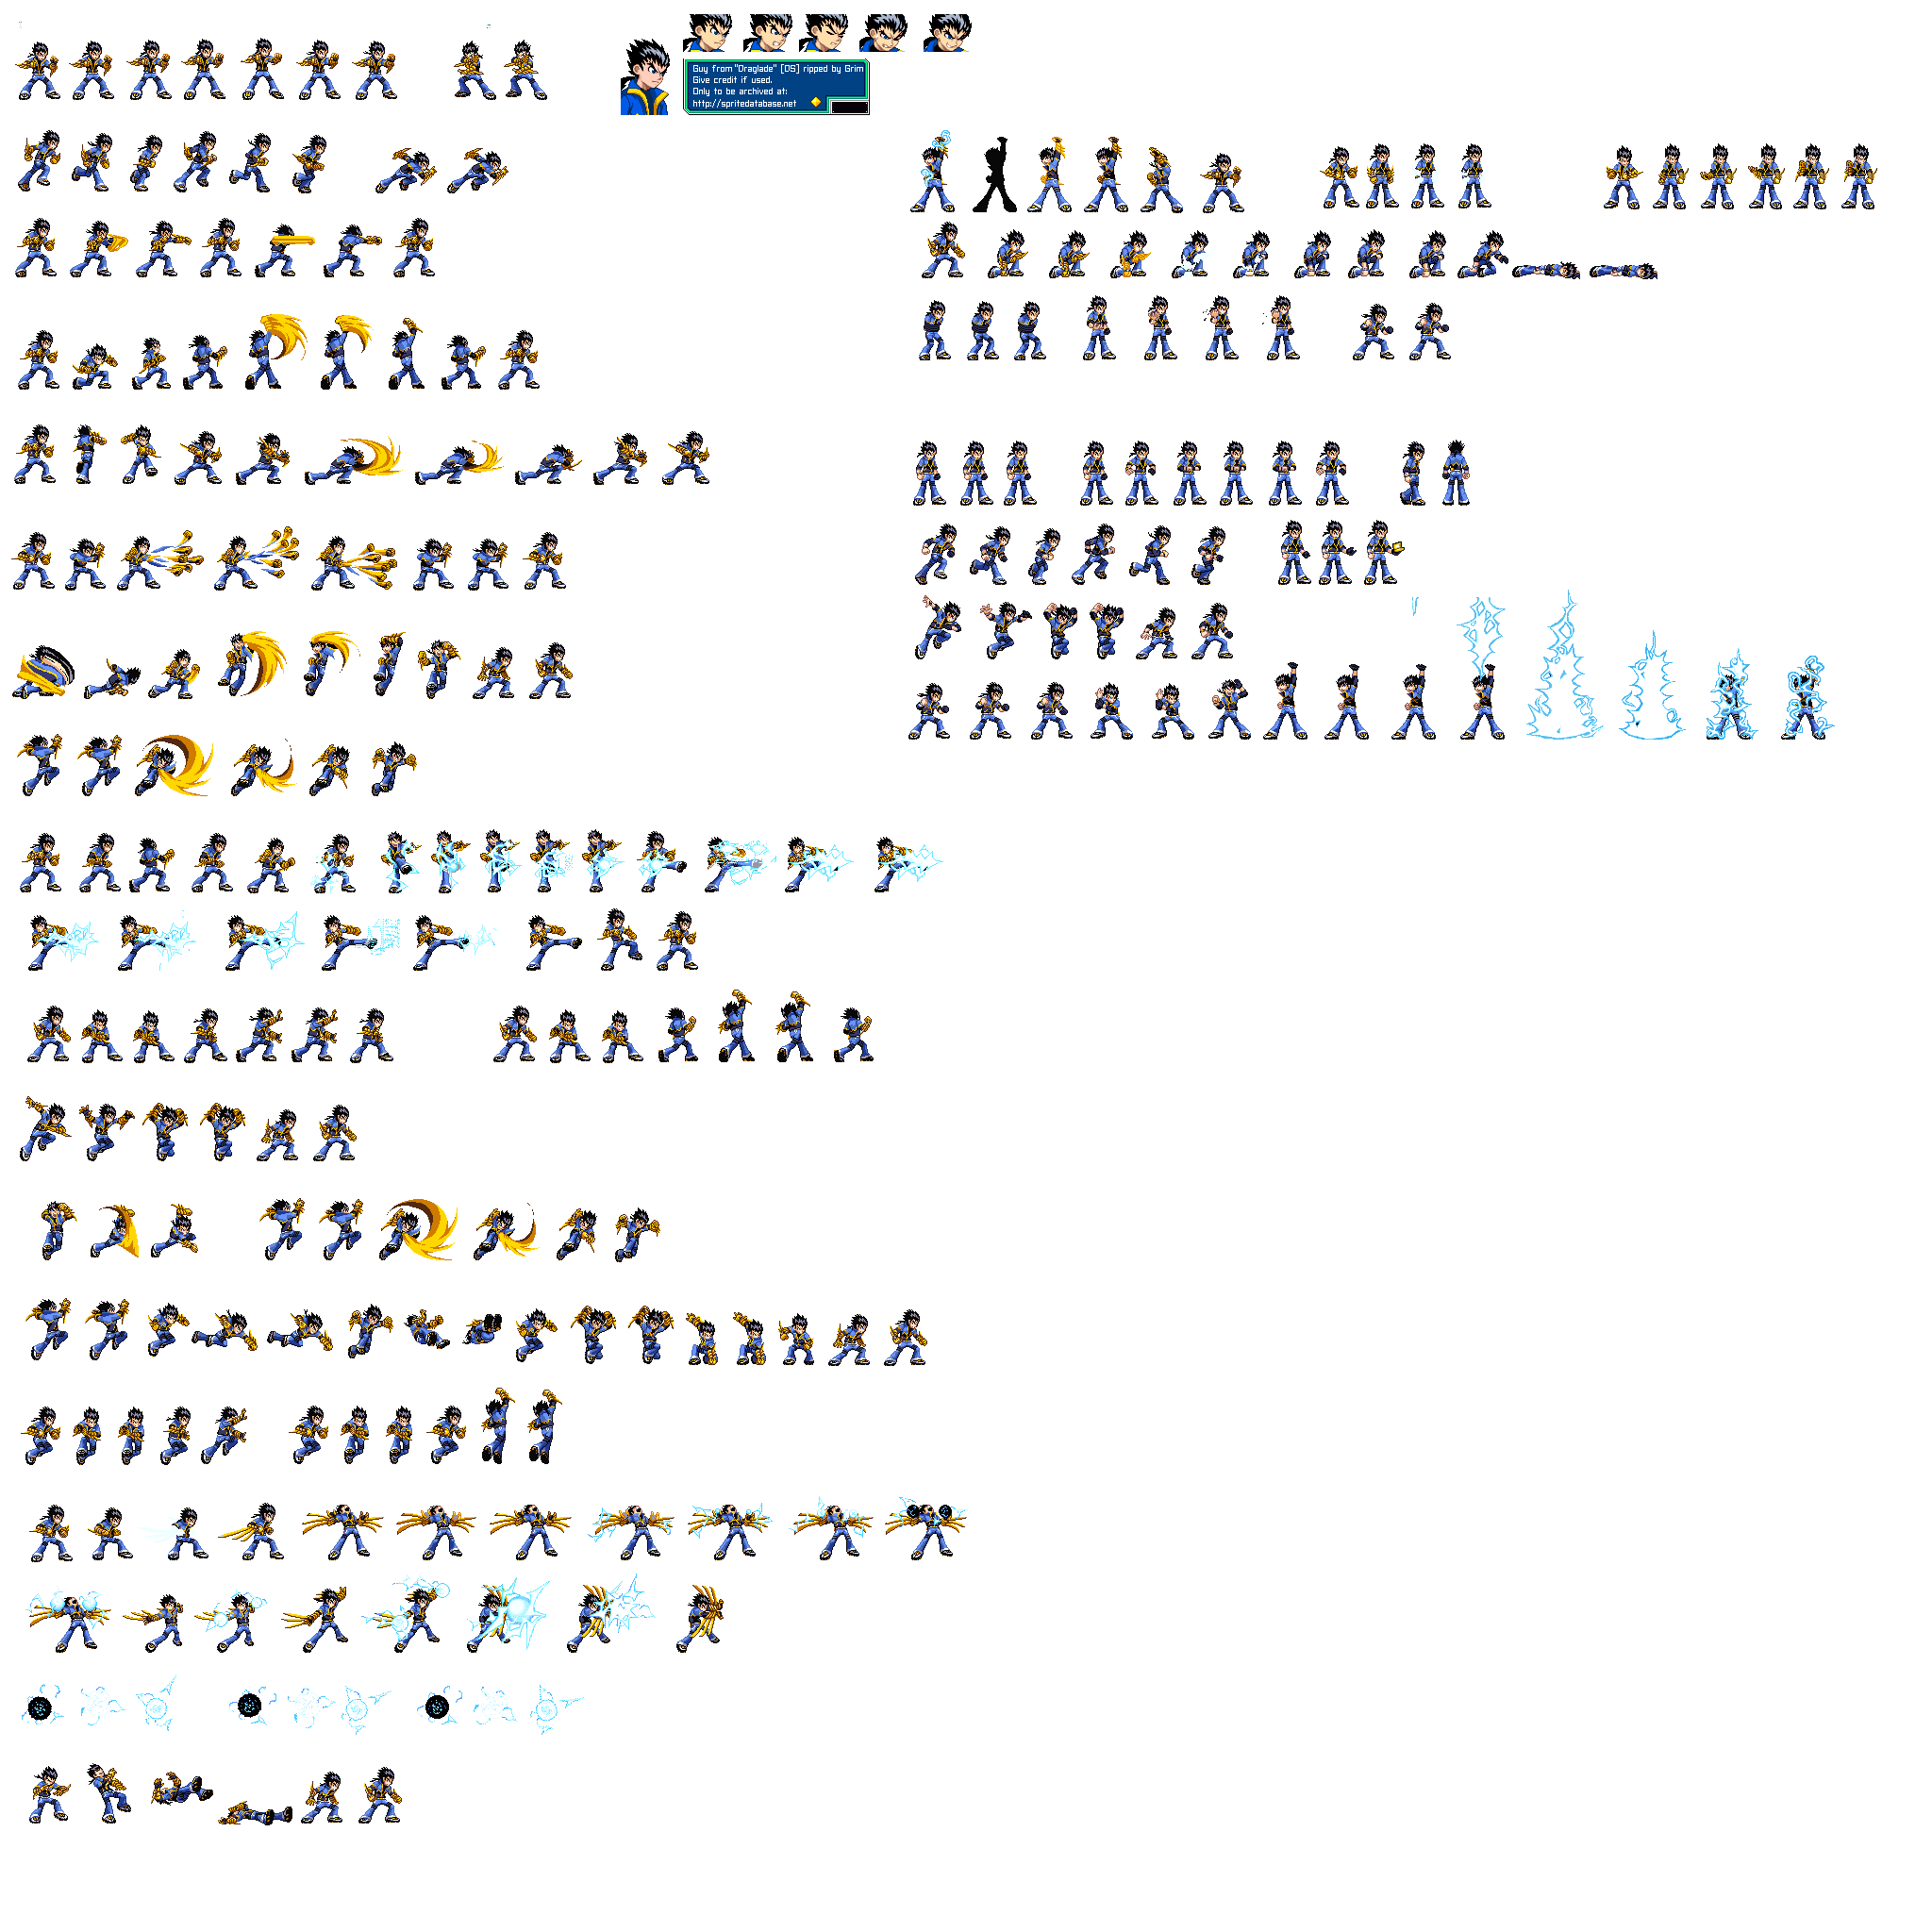 Guy from "Draglade" [DS] ripped by Grim
Give credit if used.
Only to be archived at:
http://spritedatabase.net